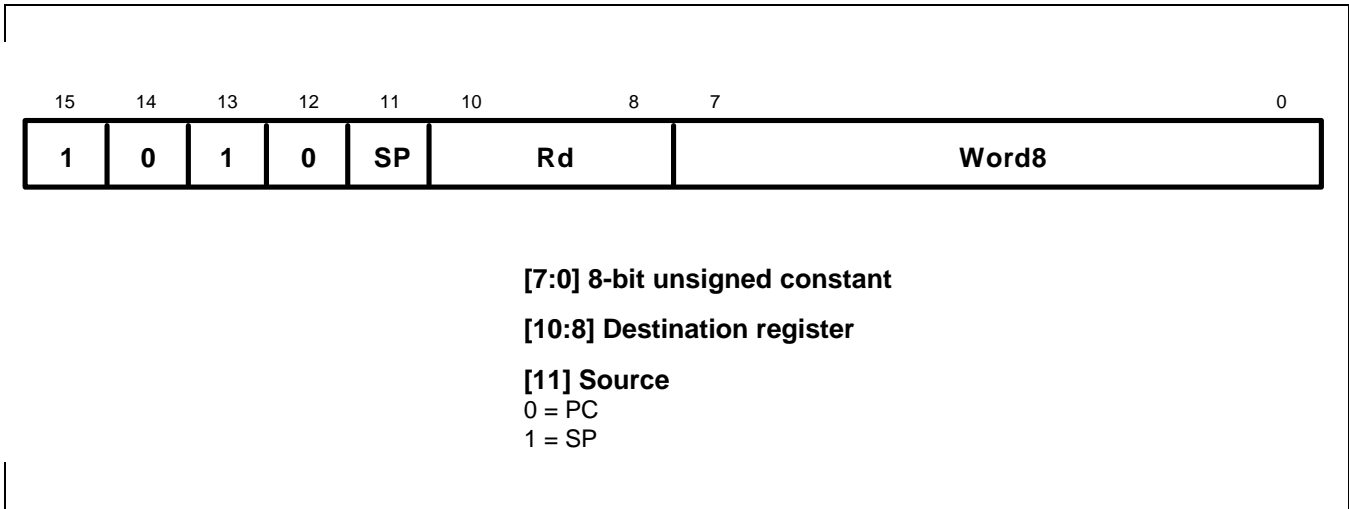 15 14 13 12 11 10 8 7 0
1 0 1 0 SP Rd Word8
[7:0] 8-bit unsigned constant
[10:8] Destination register
[11] Source
0 = PC
1 = SP